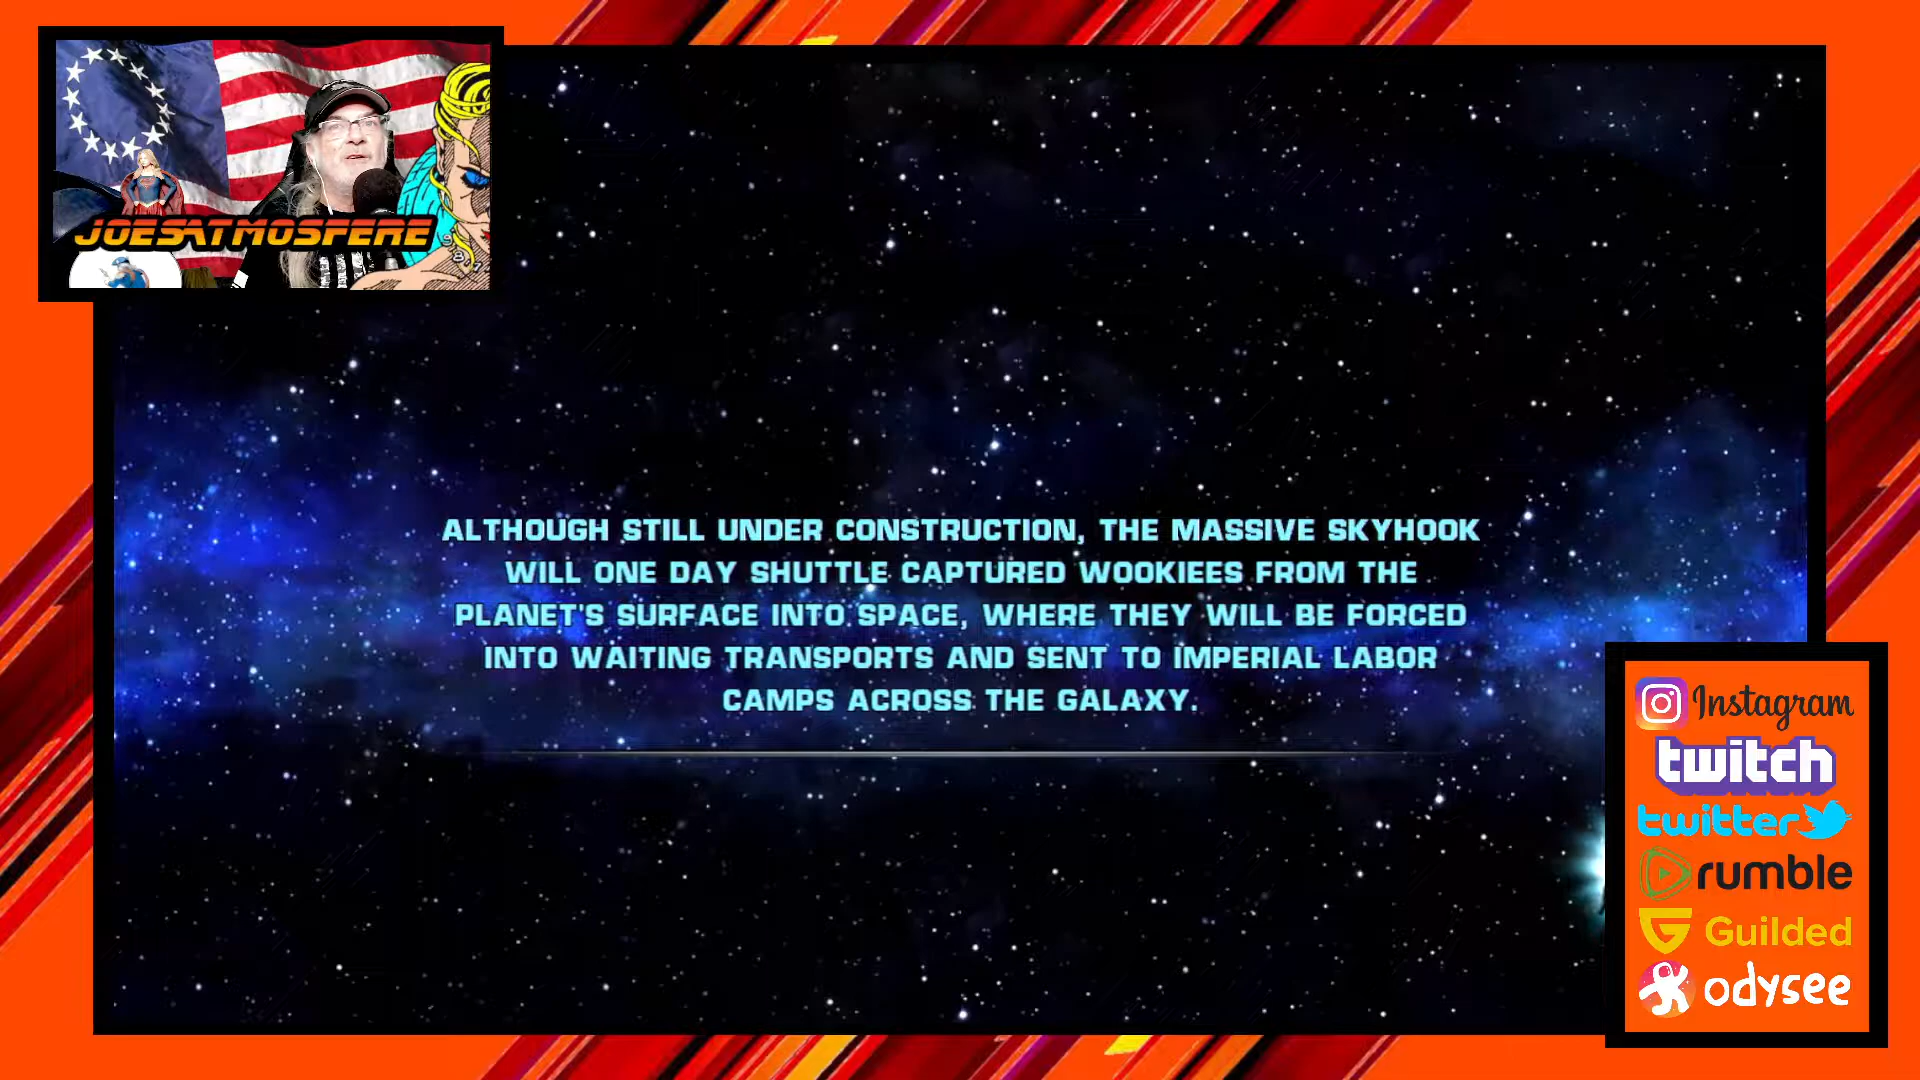 JOESATMOSFERE
ALTHOUGH STILL UNDER CONSTRUCTION, THE MASSIVE SKYHOOK
WILL ONE DAY SHUTTLE CAPTURED WOOKIEES FROM THE
PLANET'S SURFACE INTO SPACE, WHERE THEY WILL BE FORCED
INTO WAITING TRANSPORTS AND SENT TO IMPERIAL LABOR
CAMPS ACROSS THE GALAXY.
Instagram
twitch
twitter
rumble
Guilded
odysee